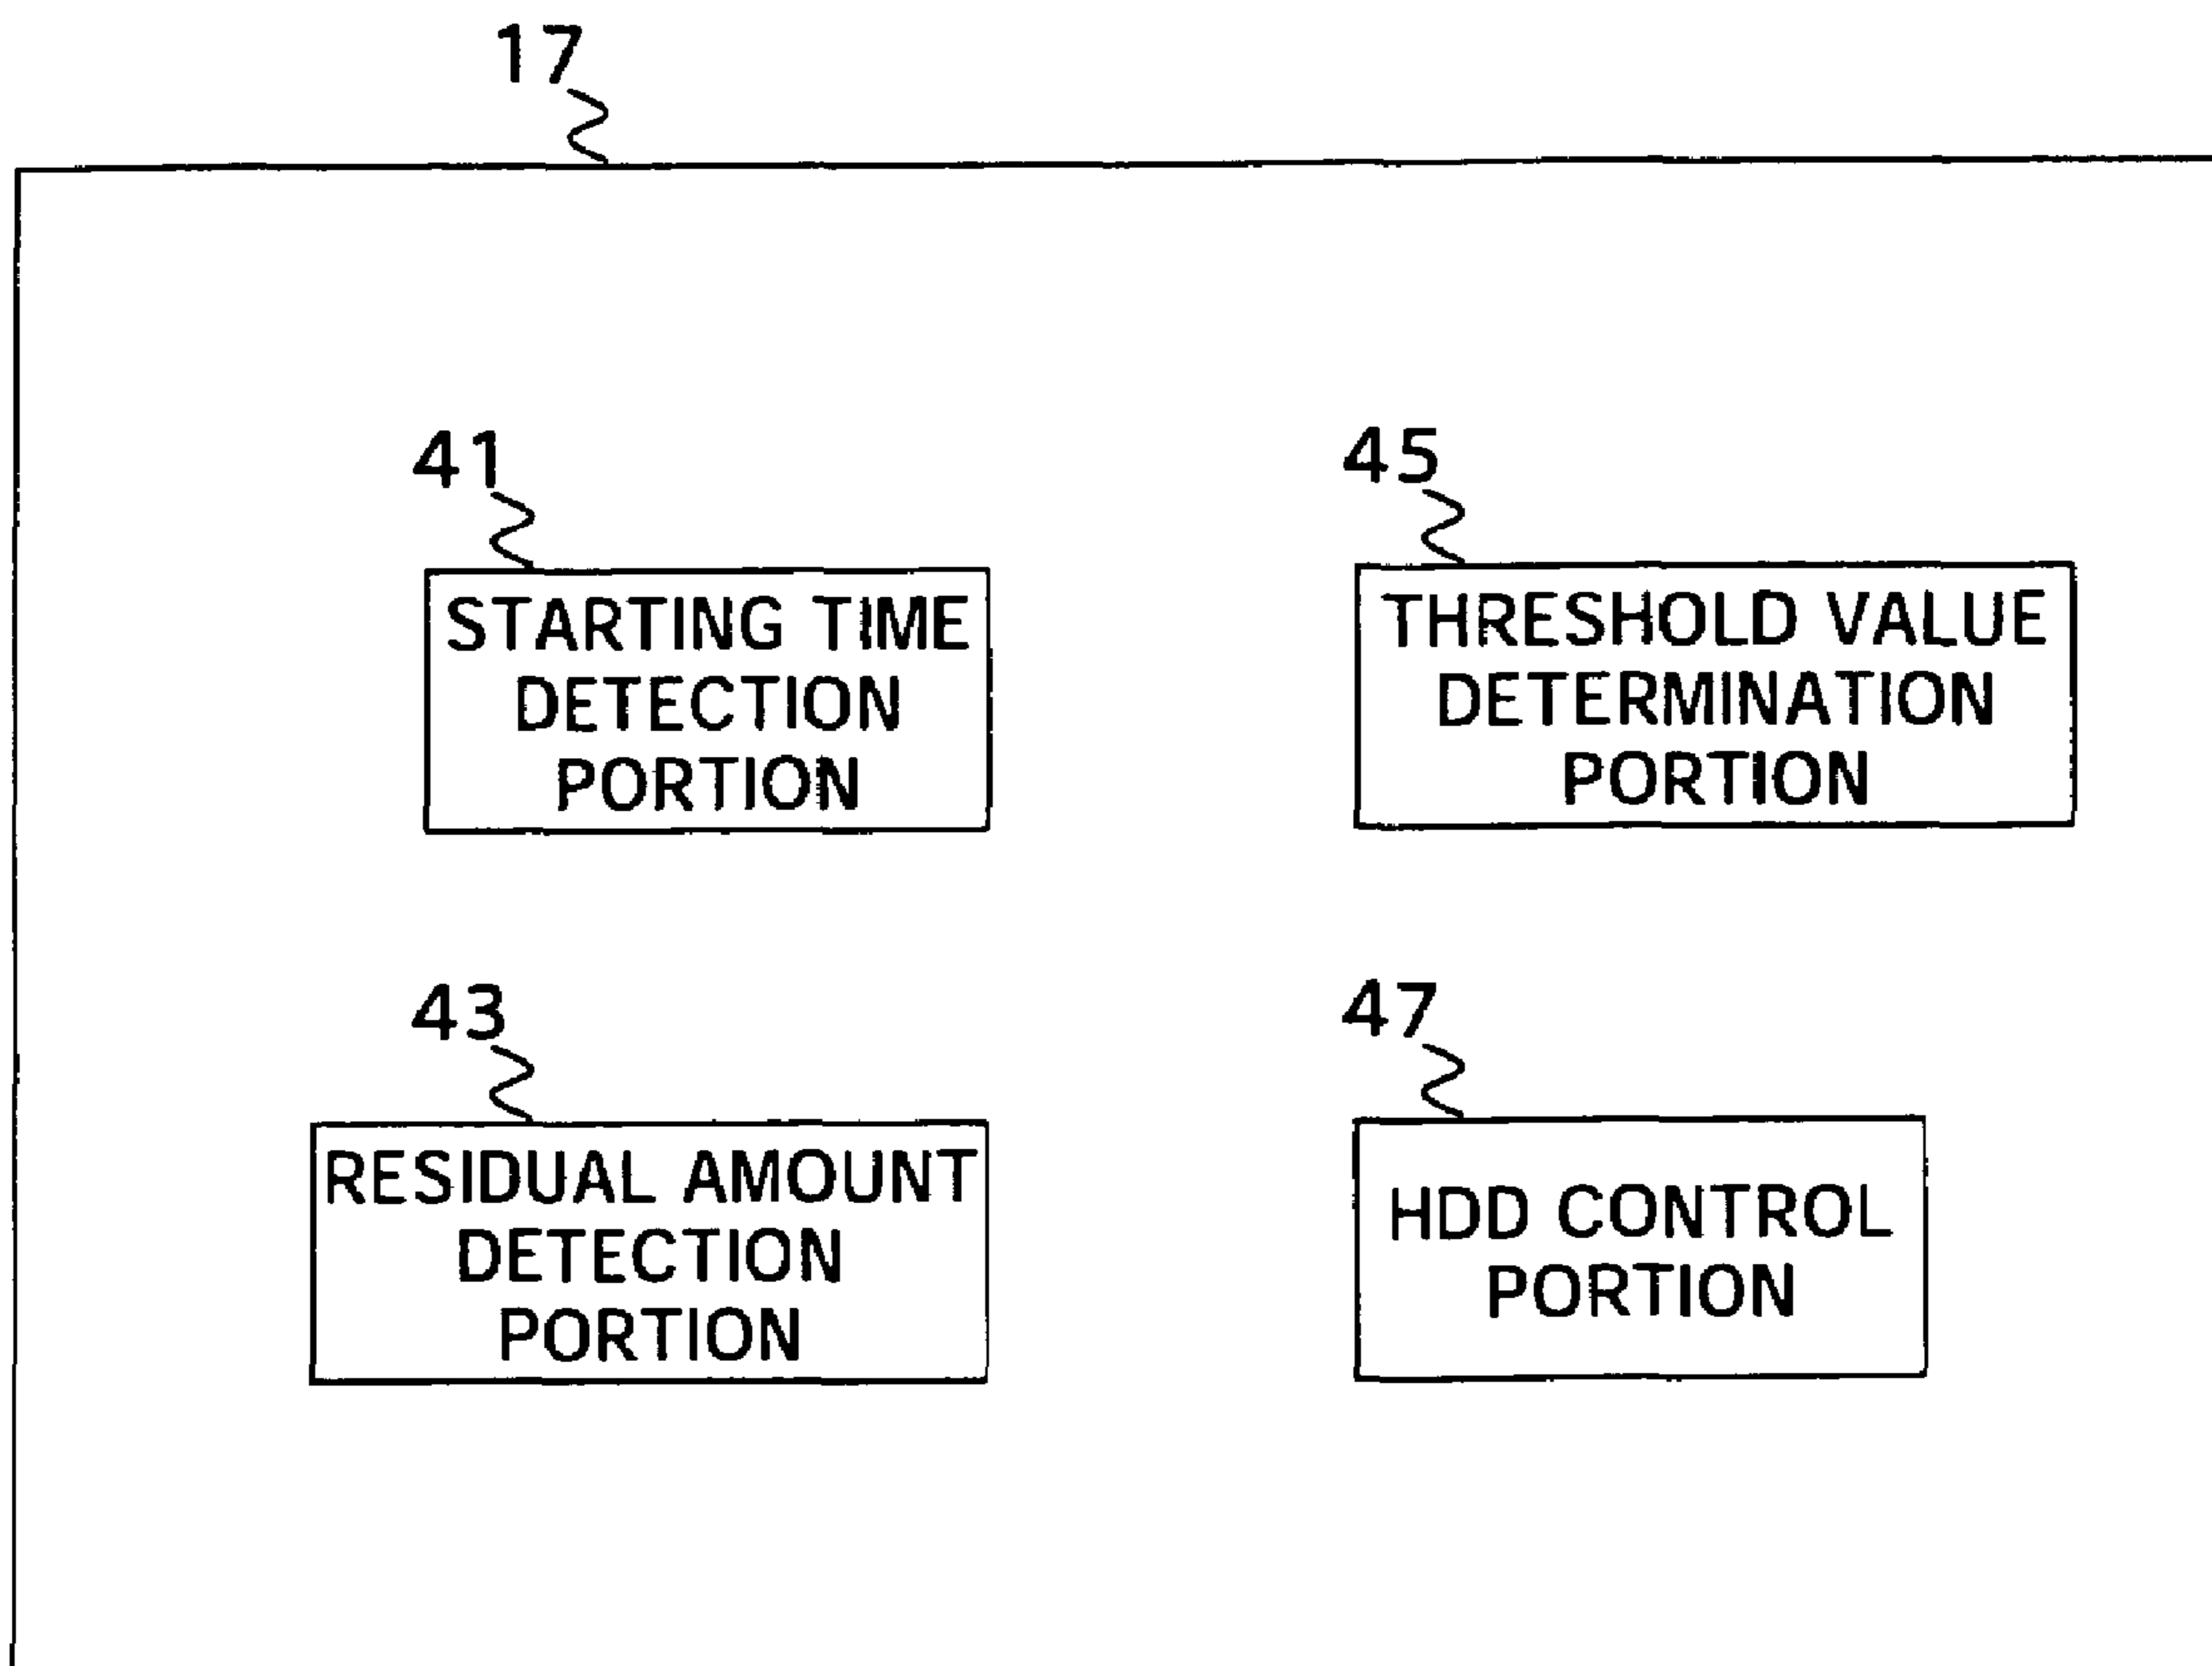 17
41
STARTING TIME
DETECTION
PORTION
45
THRESHOLD VALUE
DETERMINATION
PORTION
43
RESIDUAL AMOUNT
DETECTION
PORTION
47
HDD CONTROL
PORTION